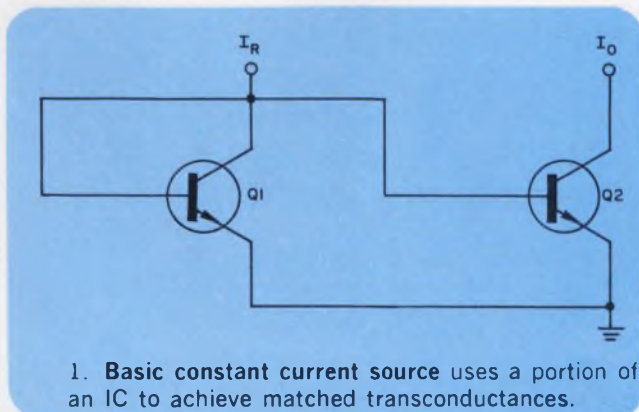 I_R
I_O
Q1
Q2
1. Basic constant current source uses a portion of
an IC to achieve matched transconductances.